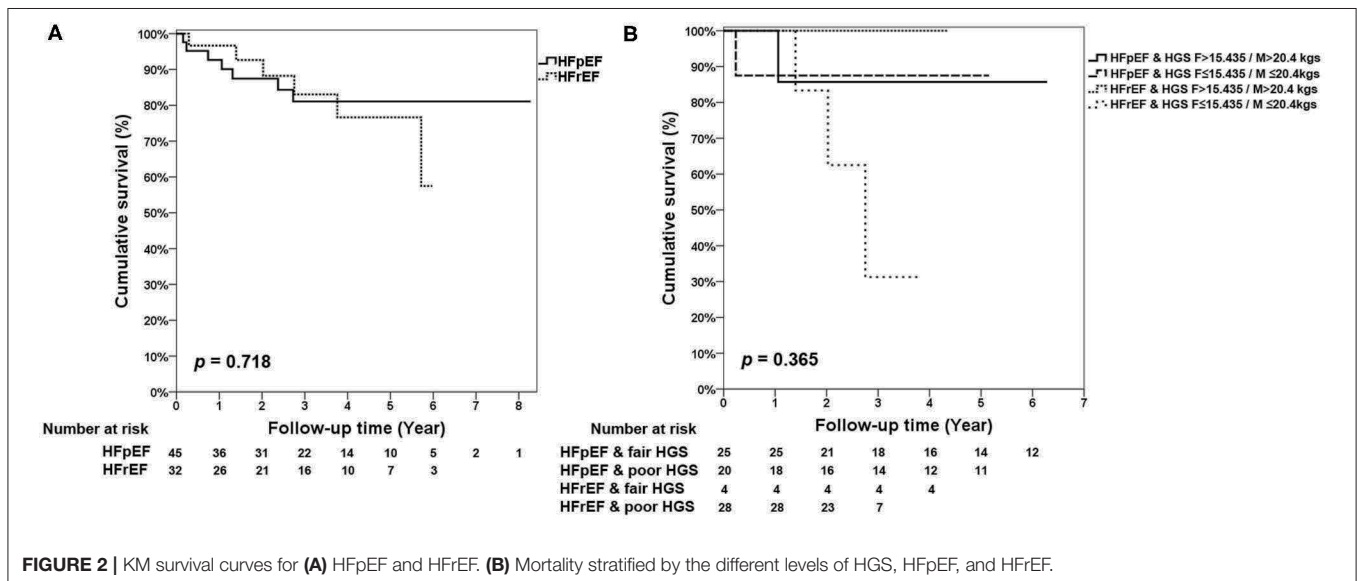 A
100%
90%
80%
70%
60%
50%
40%
30%
20%
10%
0%
Cumulative survival (%)
HFpEF
HFrEF
p = 0.718
0 1 2 3 4 5 6 7 8
Follow-up time (Year)
Number at risk
HFpEF 45 36 31 22 14 10 5 2 1
HFrEF 32 26 21 16 10 7 3
B
100%
90%
80%
70%
60%
50%
40%
30%
20%
10%
0%
Cumulative survival (%)
HFpEF & HGS F>15.435 / M>20.4 kgs
HFpEF & HGS F≤15.435 / M ≤20.4kgs
HFrEF & HGS F>15.435 / M>20.4 kgs
HFrEF & HGS F≤15.435 / M ≤20.4kgs
p = 0.365
0 1 2 3 4 5 6 7
Follow-up time (Year)
Number at risk
HFpEF & fair HGS 25 25 21 18 16 14 12
HFpEF & poor HGS 20 18 16 14 12 11
HFrEF & fair HGS 4 4 4 4 4
HFrEF & poor HGS 28 28 23 7
FIGURE 2 | KM survival curves for (A) HFpEF and HFrEF. (B) Mortality stratified by the different levels of HGS, HFpEF, and HFrEF.